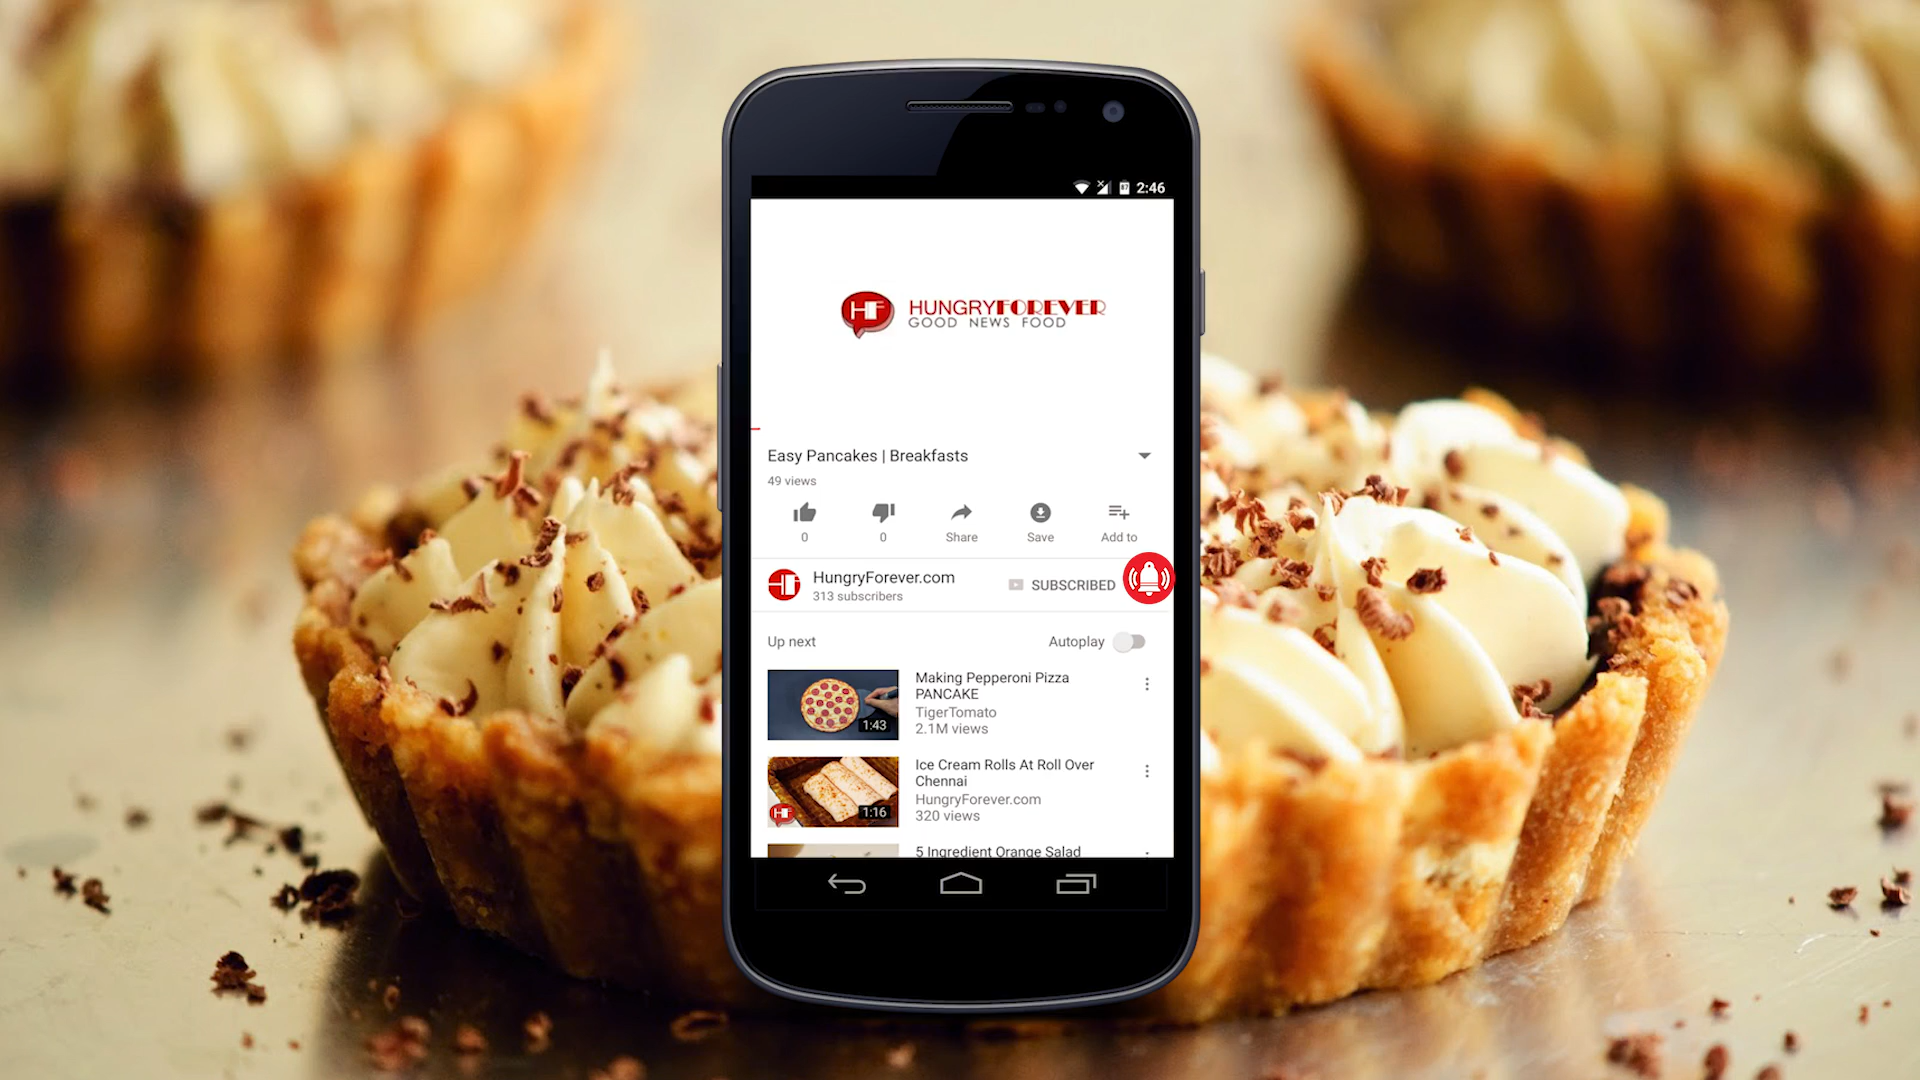 2:46
HF HUNGRYFOREVER
GOOD NEWS FOOD
Easy Pancakes | Breakfasts
49 views
0 0 Share Save Add to
HungryForever.com SUBSCRIBED
313 subscribers
Up next Autoplay
Making Pepperoni Pizza
PANCAKE
TigerTomato
2.1M views
1:43
Ice Cream Rolls At Roll Over
Chennai
HungryForever.com
320 views
HF 1:16
5 Ingredient Orange Salad